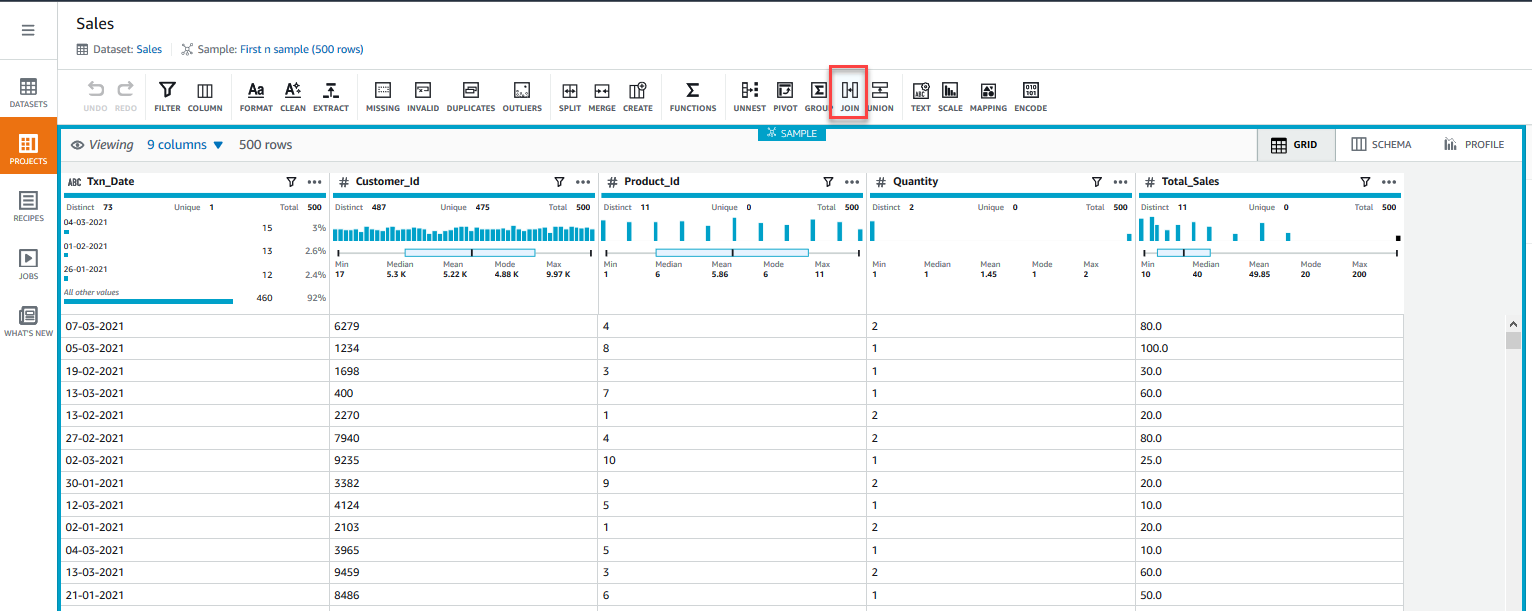 Sales
Dataset: Sales Sample: First n sample (500 rows)
UNDO REDO FILTER COLUMN FORMAT CLEAN EXTRACT MISSING INVALID DUPLICATES OUTLIERS SPLIT MERGE CREATE FUNCTIONS UNNEST PIVOT GROUP JOIN UNION TEXT SCALE MAPPING ENCODE
DATASETS
PROJECTS
RECIPES
JOBS
WHAT'S NEW
SAMPLE
Viewing 9 columns 500 rows GRID SCHEMA PROFILE
ABC Txn_Date # Customer_Id # Product_Id # Quantity # Total_Sales
Distinct 73 Unique 1 Total 500 Distinct 487 Unique 475 Total 500 Distinct 11 Unique 0 Total 500 Distinct 2 Unique 0 Total 500 Distinct 11 Unique 0 Total 500
04-03-2021 15 3%
01-02-2021 13 2.6%
26-01-2021 12 2.4%
All other values 460 92%
Min Median Mean Mode Max Min Median Mean Mode Max Min Median Mean Mode Max Min Median Mean Mode Max
17 5.3 K 5.22 K 4.88 K 9.97 K 1 6 5.86 6 11 1 1 1.45 1 2 10 40 49.85 20 200
07-03-2021 6279 4 2 80.0
05-03-2021 1234 8 1 100.0
19-02-2021 1698 3 1 30.0
13-03-2021 400 7 1 60.0
13-02-2021 2270 1 2 20.0
27-02-2021 7940 4 2 80.0
02-03-2021 9235 10 1 25.0
30-01-2021 3382 9 2 20.0
12-03-2021 4124 5 1 10.0
02-01-2021 2103 1 2 20.0
04-03-2021 3965 5 1 10.0
13-03-2021 9459 3 2 60.0
21-01-2021 8486 6 1 50.0